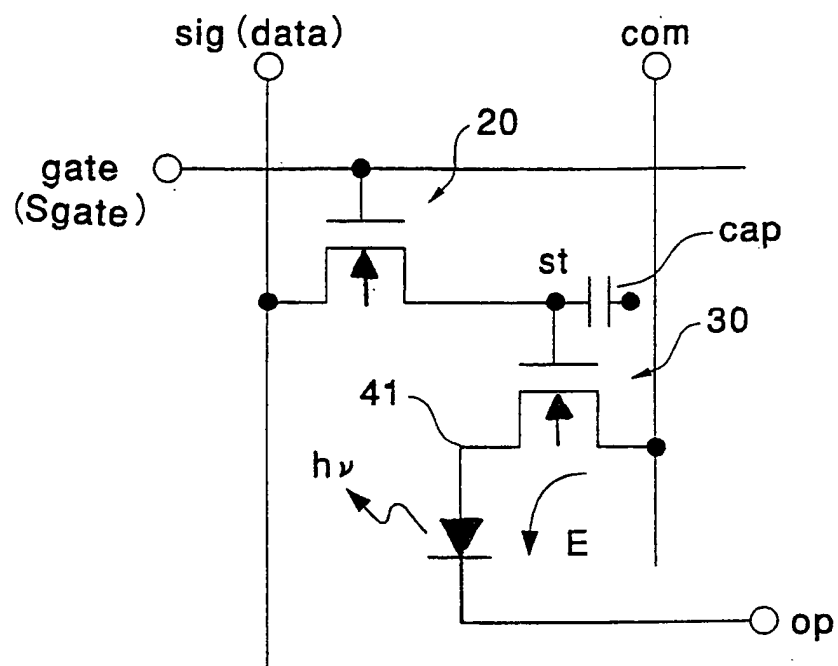 sig (data)
com
20
gate
(Sgate)
cap
st
30
41
hν
E
op